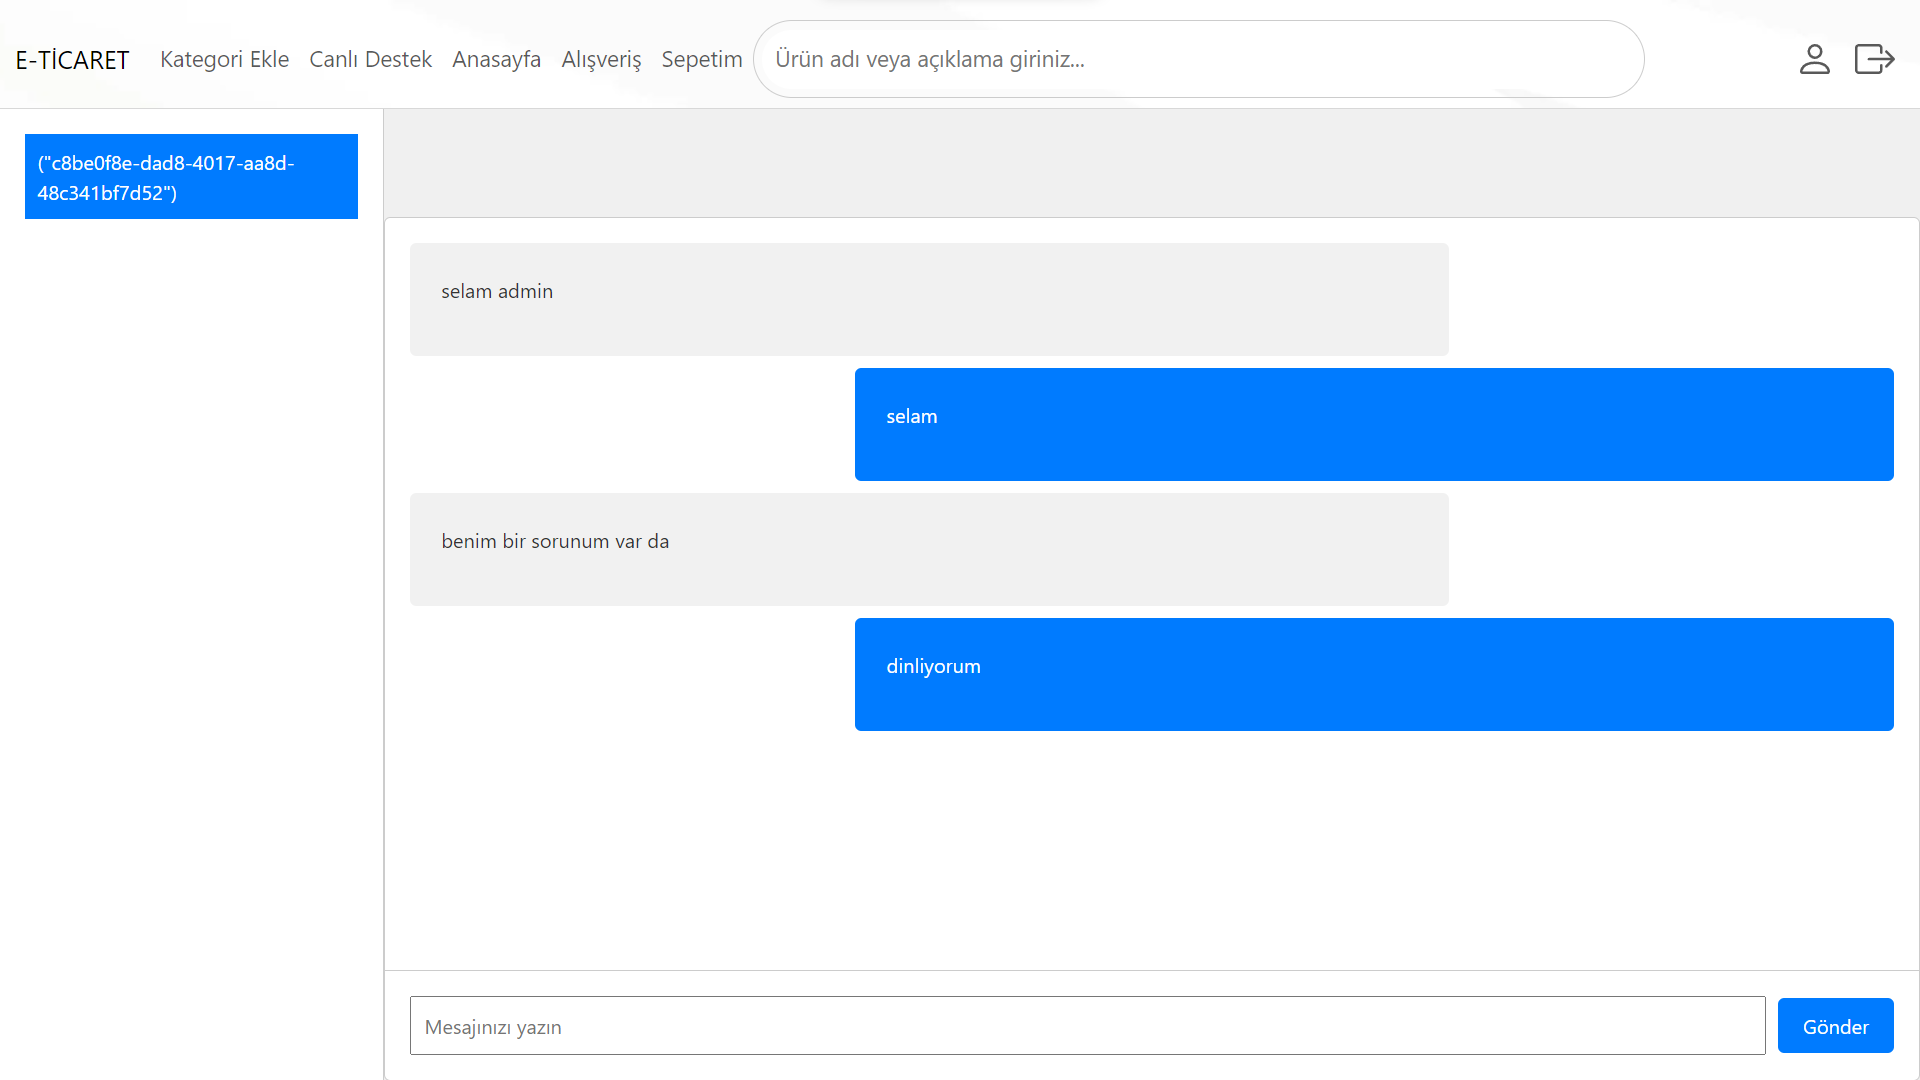 E-TİCARET Kategori Ekle Canlı Destek Anasayfa Alışveriş Sepetim Ürün adı veya açıklama giriniz...
("c8be0f8e-dad8-4017-aa8d-
48c341bf7d52")
selam admin
selam
benim bir sorunum var da
dinliyorum
Mesajınızı yazın Gönder